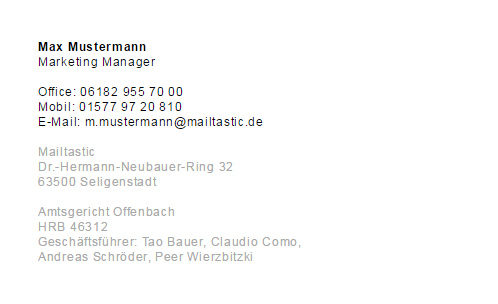 Max Mustermann
Marketing Manager
Office: 06182 955 70 00
Mobil: 01577 97 20 810
E-Mail: m.mustermann@mailtastic.de
Mailtastic
Dr.-Hermann-Neubauer-Ring 32
63500 Seligenstadt
Amtsgericht Offenbach
HRB 46312
Geschäftsführer: Tao Bauer, Claudio Como,
Andreas Schröder, Peer Wierzbitzki